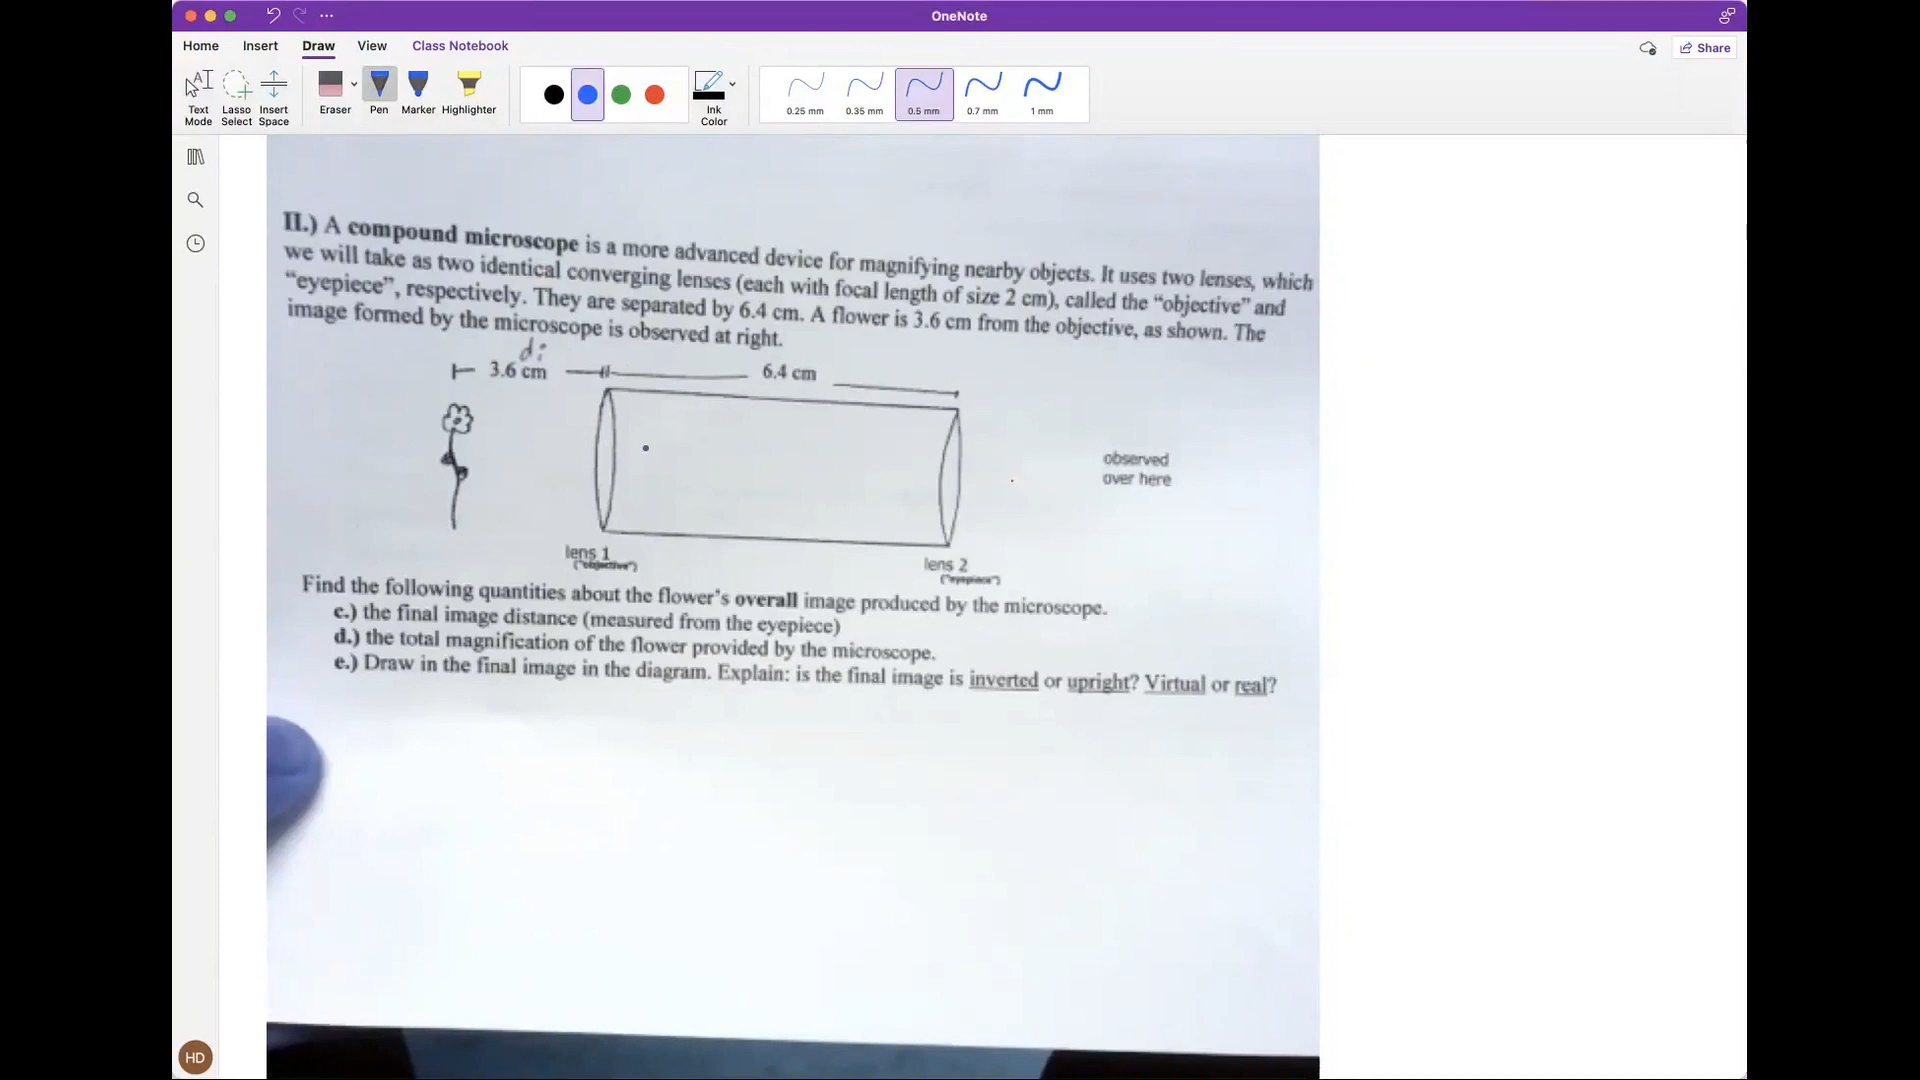 OneNote
Home Insert Draw View Class Notebook
Share
Text Mode
Lasso Select
Insert Space
Eraser
Pen
Marker
Highlighter
Ink Color
0.25 mm
0.35 mm
0.5 mm
0.7 mm
1 mm
II.) A compound microscope is a more advanced device for magnifying nearby objects. It uses two lenses, which
we will take as two identical converging lenses (each with focal length of size 2 cm), called the “objective” and
“eyepiece”, respectively. They are separated by 6.4 cm. A flower is 3.6 cm from the objective, as shown. The
image formed by the microscope is observed at right.
di
3.6 cm
6.4 cm
observed
over here
lens 1
("objective")
lens 2
("eyepiece")
Find the following quantities about the flower’s overall image produced by the microscope.
c.) the final image distance (measured from the eyepiece)
d.) the total magnification of the flower provided by the microscope.
e.) Draw in the final image in the diagram. Explain: is the final image is inverted or upright? Virtual or real?
HD